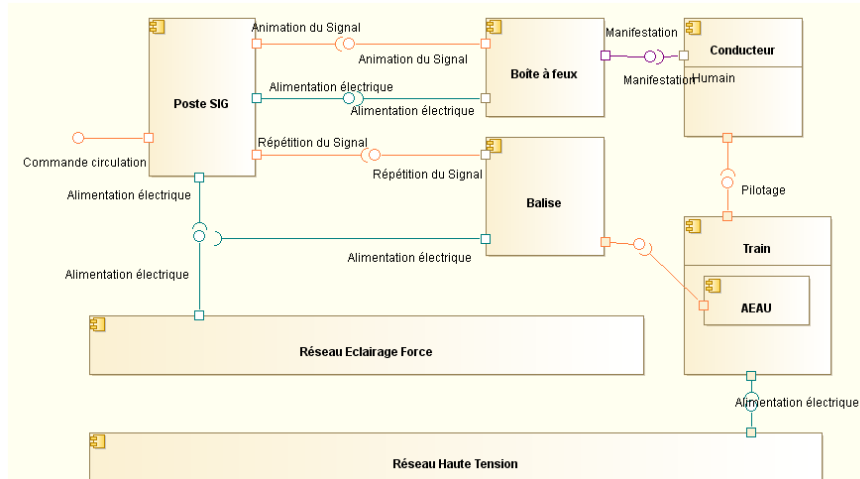 Animation du Signal
Animation du Signal
Manifestation
Conducteur
Boîte à feux
Manifestation
Humain
Alimentation électrique
Poste SIG
Alimentation électrique
Répétition du Signal
Commande circulation
Répétition du Signal
Alimentation électrique
Pilotage
Balise
Train
Alimentation électrique
Alimentation électrique
AEAU
Réseau Eclairage Force
Alimentation électrique
Réseau Haute Tension